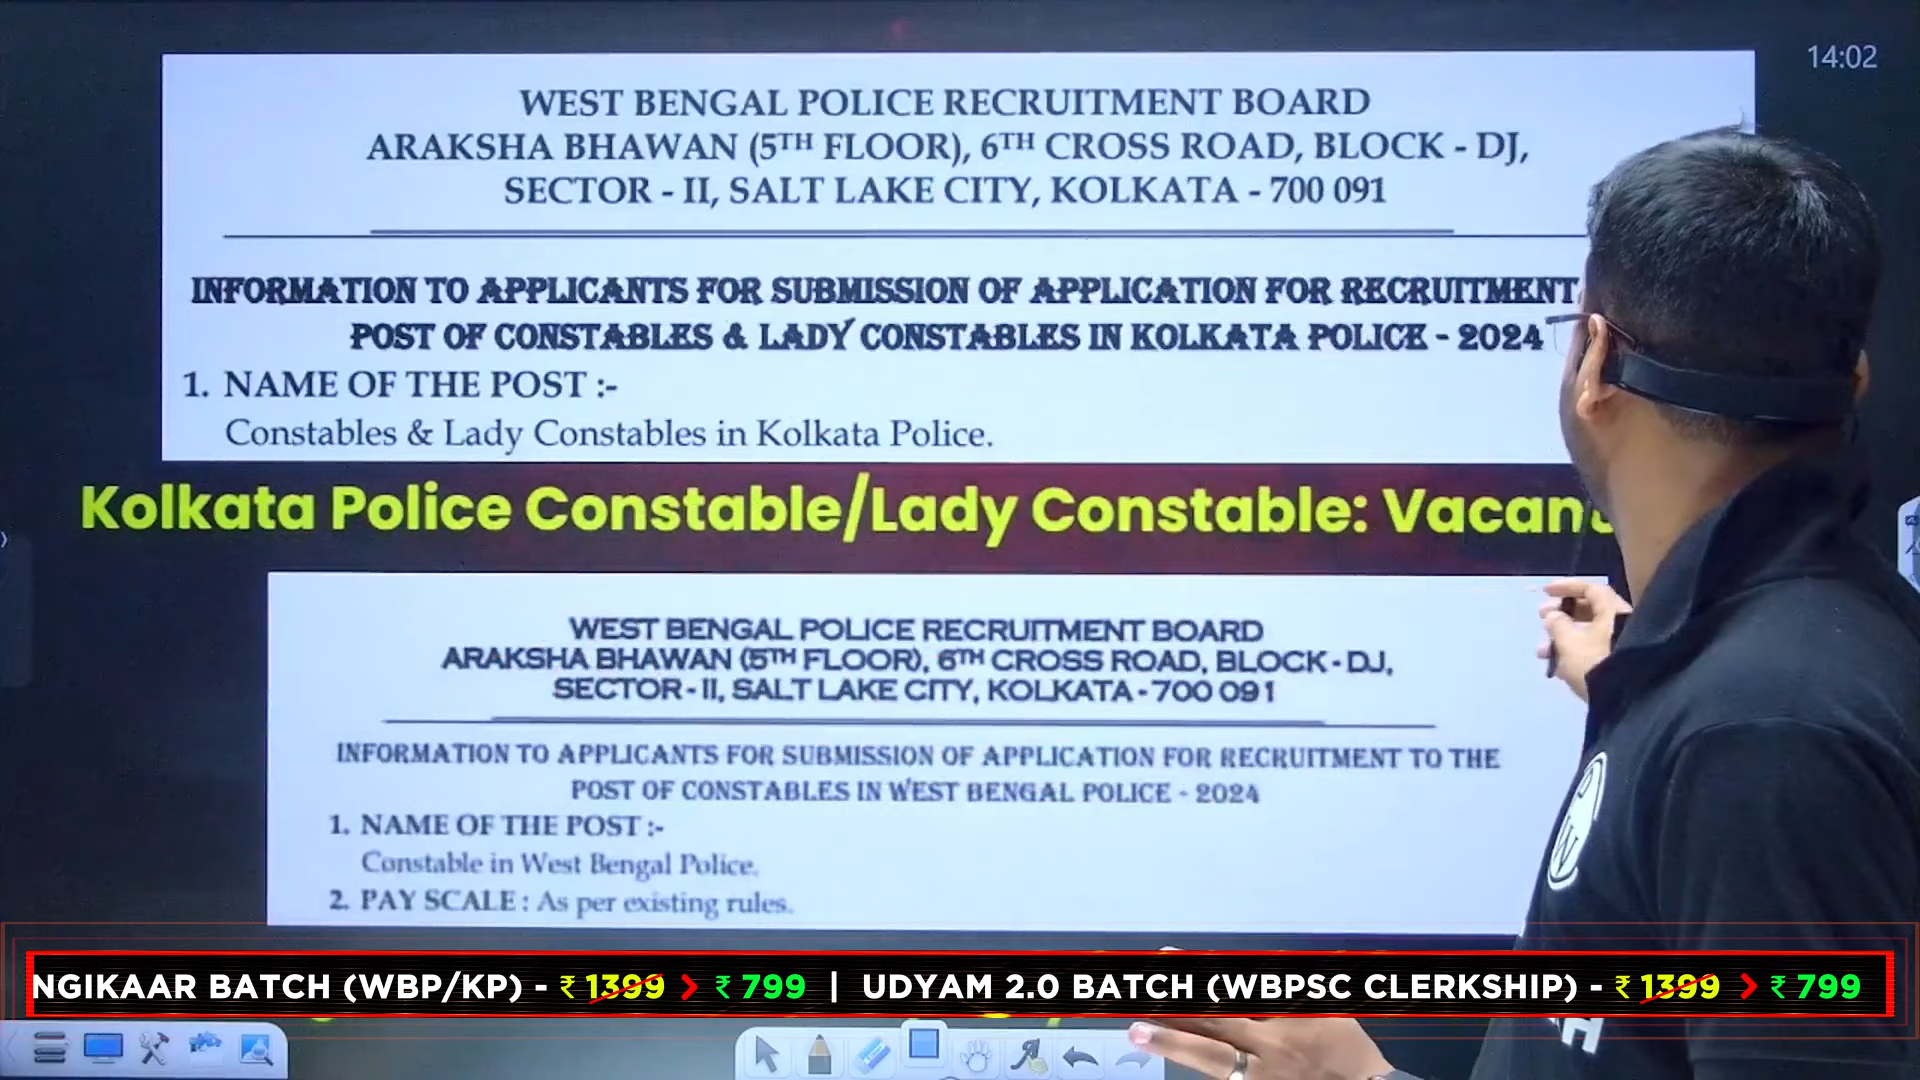 14:02
WEST BENGAL POLICE RECRUITMENT BOARD
ARAKSHA BHAWAN (5TH FLOOR), 6TH CROSS ROAD, BLOCK - DJ,
SECTOR - II, SALT LAKE CITY, KOLKATA - 700 091
INFORMATION TO APPLICANTS FOR SUBMISSION OF APPLICATION FOR RECRUITMENT
POST OF CONSTABLES & LADY CONSTABLES IN KOLKATA POLICE - 2024
1. NAME OF THE POST :-
Constables & Lady Constables in Kolkata Police.
Kolkata Police Constable/Lady Constable: Vacan
WEST BENGAL POLICE RECRUITMENT BOARD
ARAKSHA BHAWAN (5TH FLOOR), 6TH CROSS ROAD, BLOCK - DJ,
SECTOR - II, SALT LAKE CITY, KOLKATA - 700 091
INFORMATION TO APPLICANTS FOR SUBMISSION OF APPLICATION FOR RECRUITMENT TO THE
POST OF CONSTABLES IN WEST BENGAL POLICE - 2024
1. NAME OF THE POST :-
Constable in West Bengal Police.
2. PAY SCALE : As per existing rules.
NGIKAAR BATCH (WBP/KP) - ₹ 1399 > ₹ 799 | UDYAM 2.0 BATCH (WBPSC CLERKSHIP) - ₹ 1399 > ₹ 799